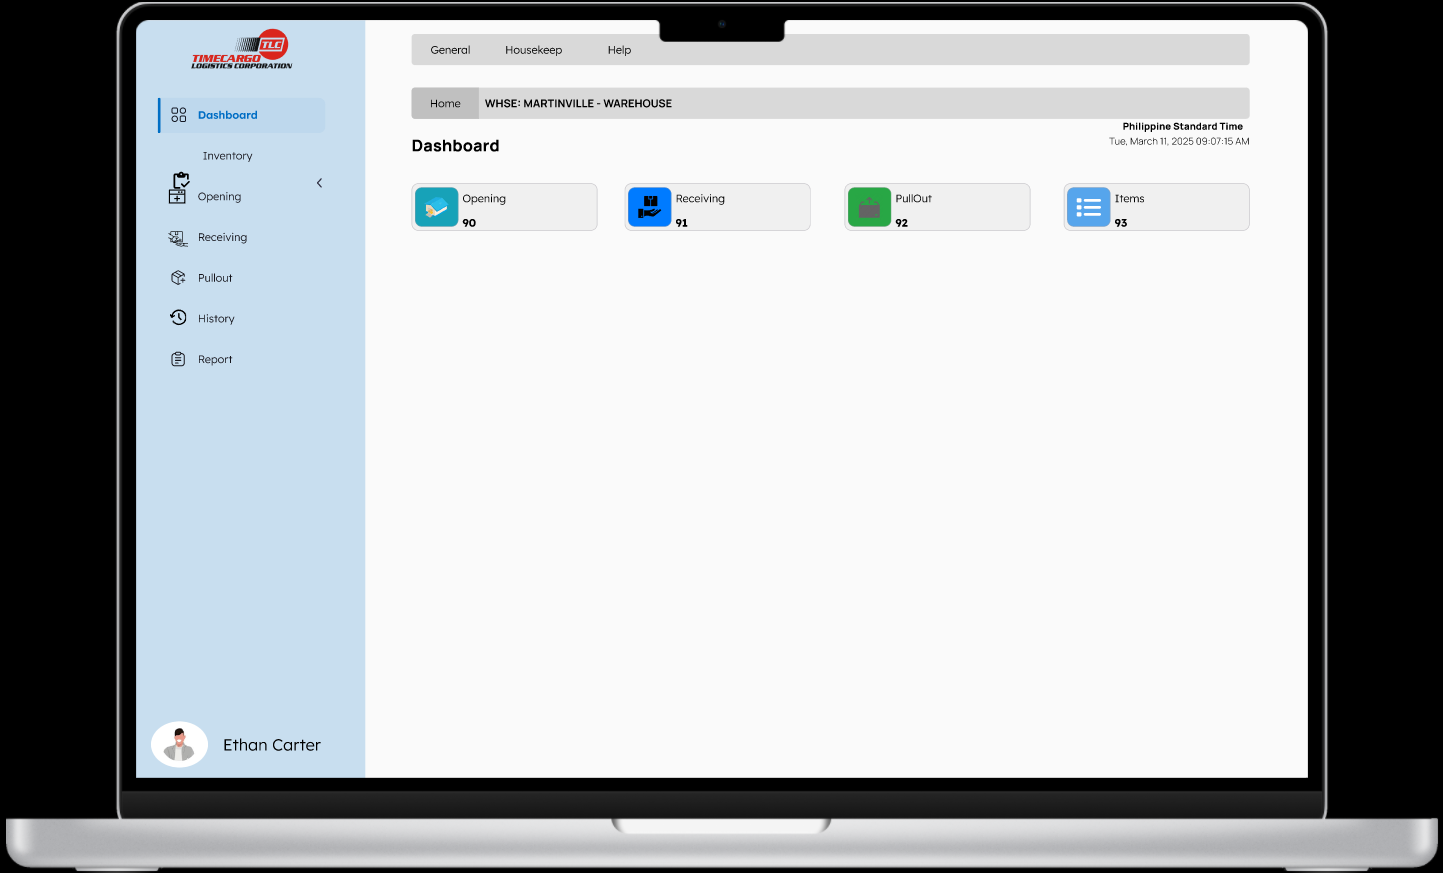 TLC
TIMECARGO
LOGISTICS CORPORATION
Dashboard
Inventory
Opening
Receiving
Pullout
History
Report
Ethan Carter
General Housekeep Help
Home WHSE: MARTINVILLE - WAREHOUSE
Philippine Standard Time
Tue, March 11, 2025 09:07:15 AM
Dashboard
Opening
90
Receiving
91
PullOut
92
Items
93